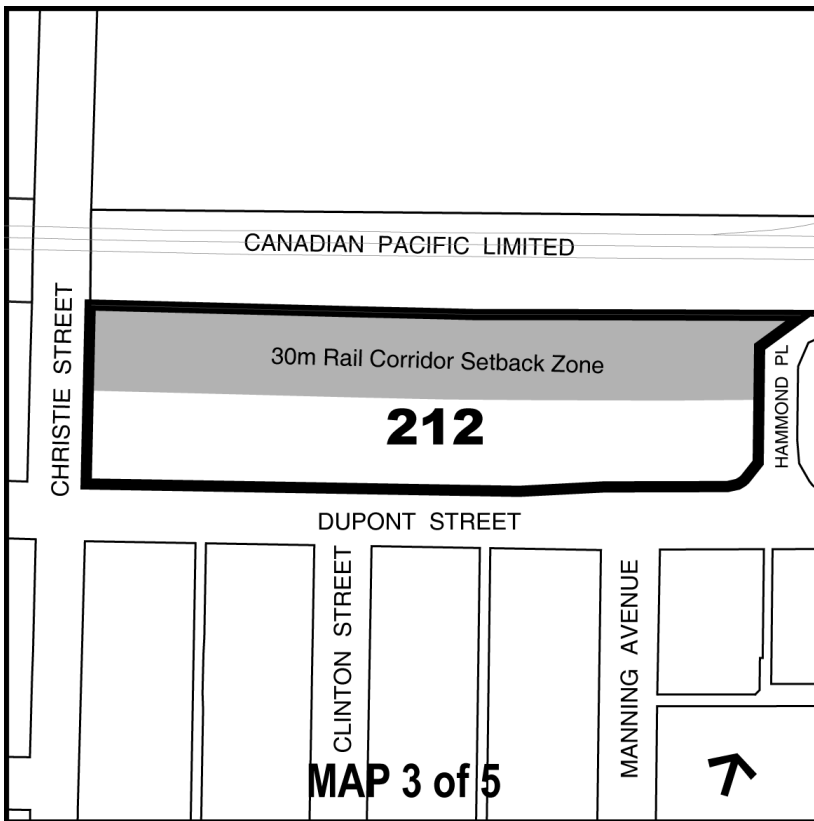 CANADIAN PACIFIC LIMITED
CHRISTIE STREET
30m Rail Corridor Setback Zone
HAMMOND PL
212
DUPONT STREET
CLINTON STREET
MANNING AVENUE
MAP 3 of 5